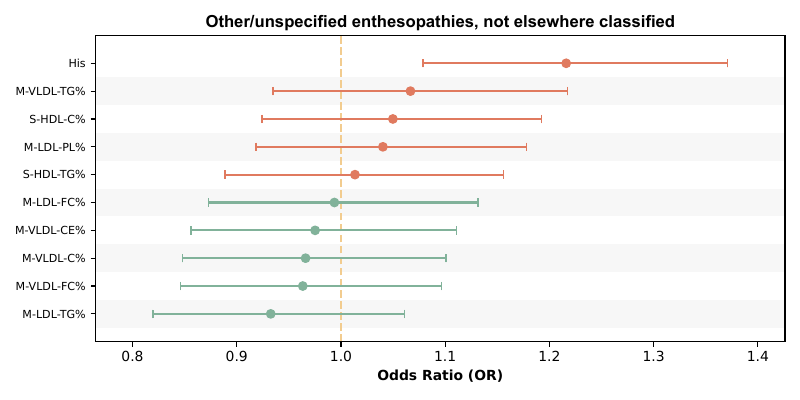 Other/unspecified enthesopathies, not elsewhere classified
His
M-VLDL-TG%
S-HDL-C%
M-LDL-PL%
S-HDL-TG%
M-LDL-FC%
M-VLDL-CE%
M-VLDL-C%
M-VLDL-FC%
M-LDL-TG%
0.8 0.9 1.0 1.1 1.2 1.3 1.4
Odds Ratio (OR)